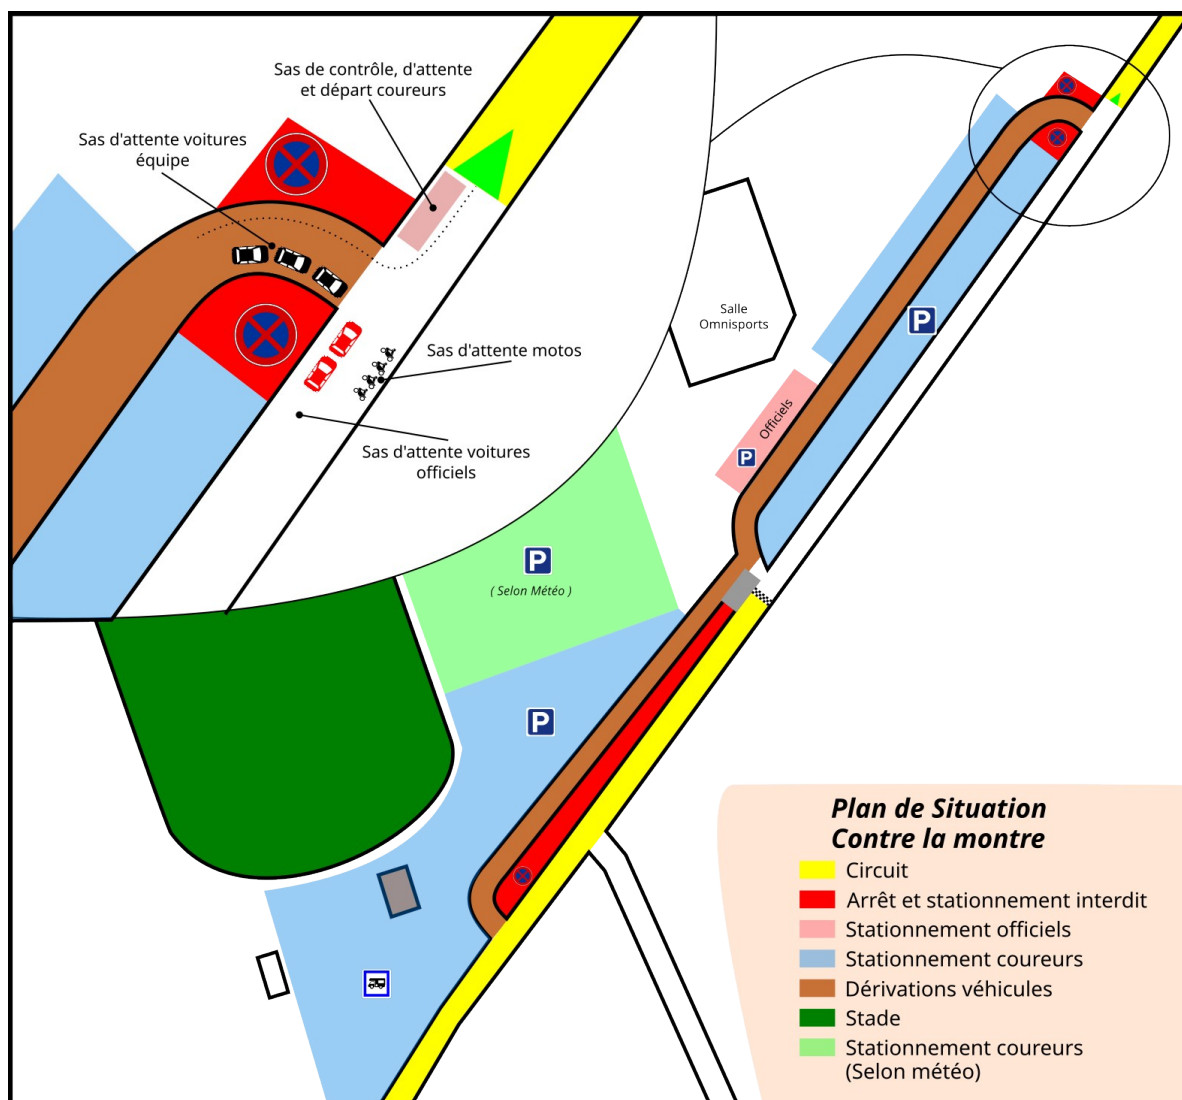 Sas de contrôle, d'attente
et départ coureurs
Sas d'attente voitures
équipe
Sas d'attente motos
Sas d'attente voitures
officiels
Salle
Omnisports
P
Officiels
P
P
( Selon Météo )
P
Plan de Situation
Contre la montre
Circuit
Arrêt et stationnement interdit
Stationnement officiels
Stationnement coureurs
Dérivations véhicules
Stade
Stationnement coureurs
(Selon météo)